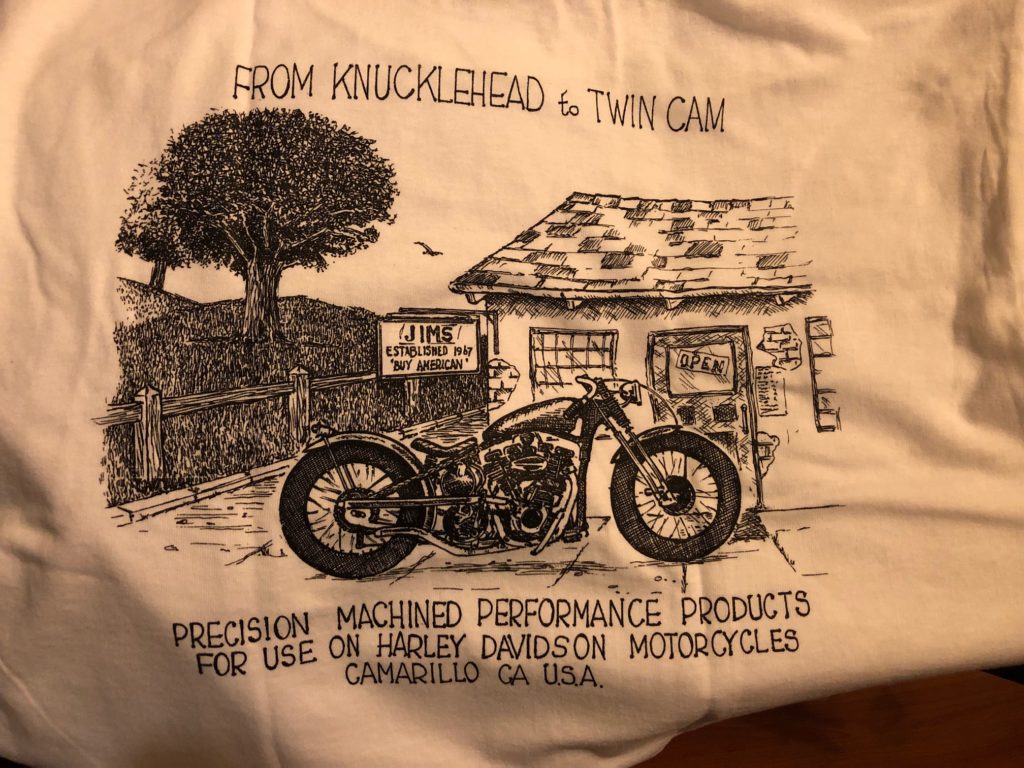 FROM KNUCKLEHEAD to TWIN CAM
JIMS
ESTABLISHED 1967
"BUY AMERICAN"
OPEN
PRECISION MACHINED PERFORMANCE PRODUCTS
FOR USE ON HARLEY DAVIDSON MOTORCYCLES
CAMARILLO CA U.S.A.